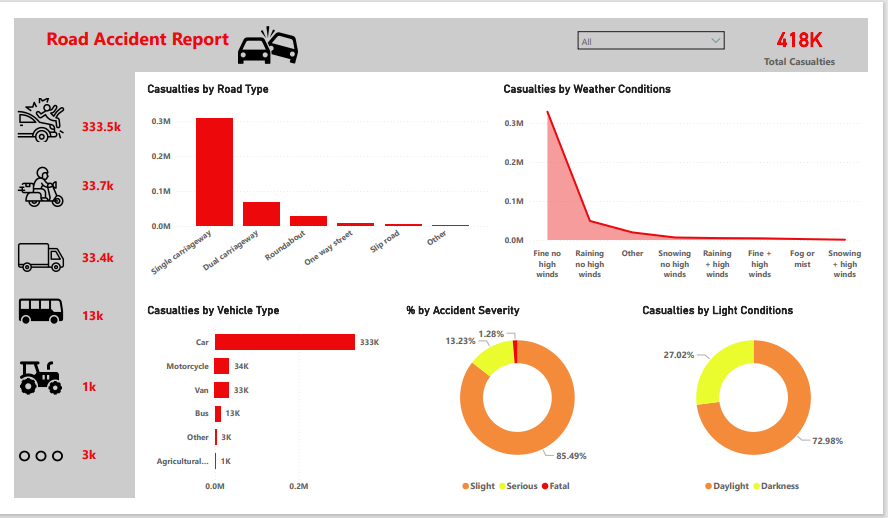 Road Accident Report
All
418K
Total Casualties
333.5k
33.7k
33.4k
13k
1k
3k
Casualties by Road Type
0.3M
0.2M
0.1M
0.0M
Single carriageway
Dual carriageway
Roundabout
One way street
Slip road
Other
Casualties by Weather Conditions
0.3M
0.2M
0.1M
0.0M
Fine no
high
winds
Raining
no high
winds
Other
Snowing
no high
winds
Raining
+ high
winds
Fine +
high
winds
Fog or
mist
Snowing
+ high
winds
Casualties by Vehicle Type
Car 333K
Motorcycle 34K
Van 33K
Bus 13K
Other 3K
Agricultural... 1K
0.0M 0.2M
% by Accident Severity
1.28%
13.23%
85.49%
Slight Serious Fatal
Casualties by Light Conditions
27.02%
72.98%
Daylight Darkness